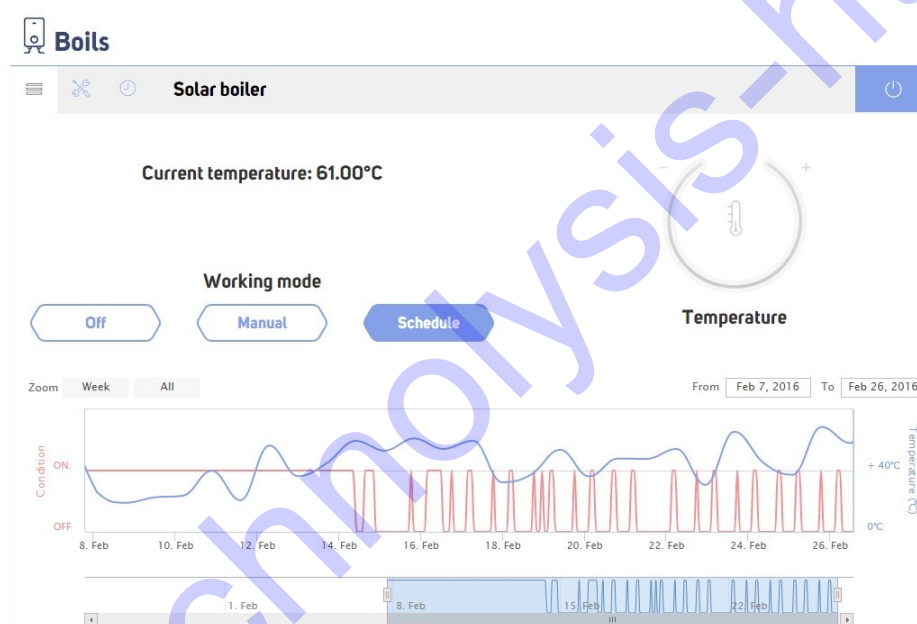 Boils
Solar boiler
Current temperature: 61.00°C
- +
Working mode
Off Manual Schedule
Temperature
Zoom Week All From Feb 7, 2016 To Feb 26, 2016
Condition
ON.
OFF
+ 40°C
0°C
Temperature (°C)
8. Feb 10. Feb 12. Feb 14. Feb 16. Feb 18. Feb 20. Feb 22. Feb 24. Feb 26. Feb
1. Feb 8. Feb 15. Feb 22. Feb
chnolysis-h